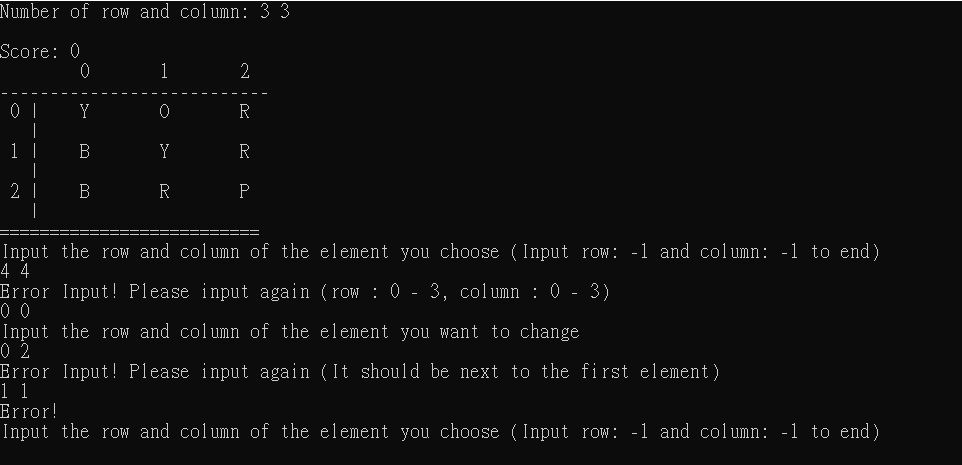 Number of row and column: 3 3
Score: 0
0 1 2
--------------------------
0 | Y O R
|
1 | B Y R
|
2 | B R P
|
==========================
Input the row and column of the element you choose (Input row: -1 and column: -1 to end)
4 4
Error Input! Please input again (row : 0 - 3, column : 0 - 3)
0 0
Input the row and column of the element you want to change
0 2
Error Input! Please input again (It should be next to the first element)
1 1
Error!
Input the row and column of the element you choose (Input row: -1 and column: -1 to end)